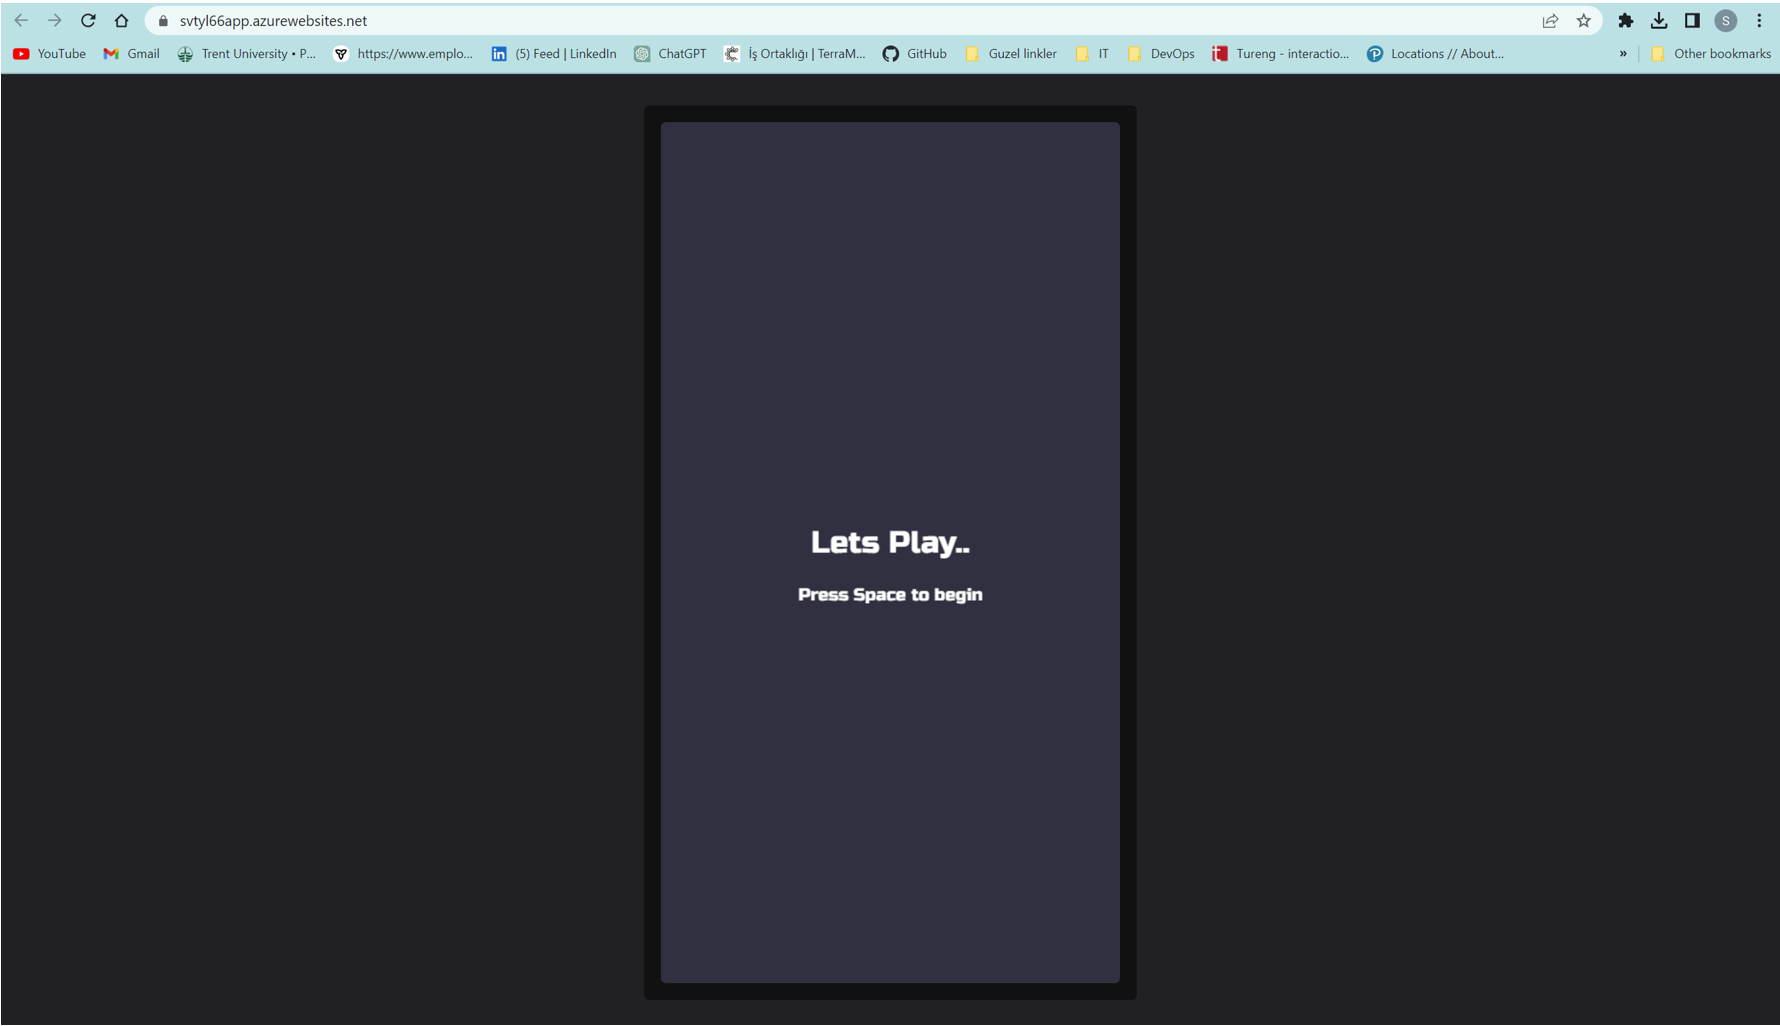 svtyl66app.azurewebsites.net
S
YouTube Gmail Trent University • P... https://www.emplo... (5) Feed | LinkedIn ChatGPT İş Ortaklığı | TerraM... GitHub Guzel linkler IT DevOps Tureng - interactio... Locations // About... » Other bookmarks
Lets Play..
Press Space to begin